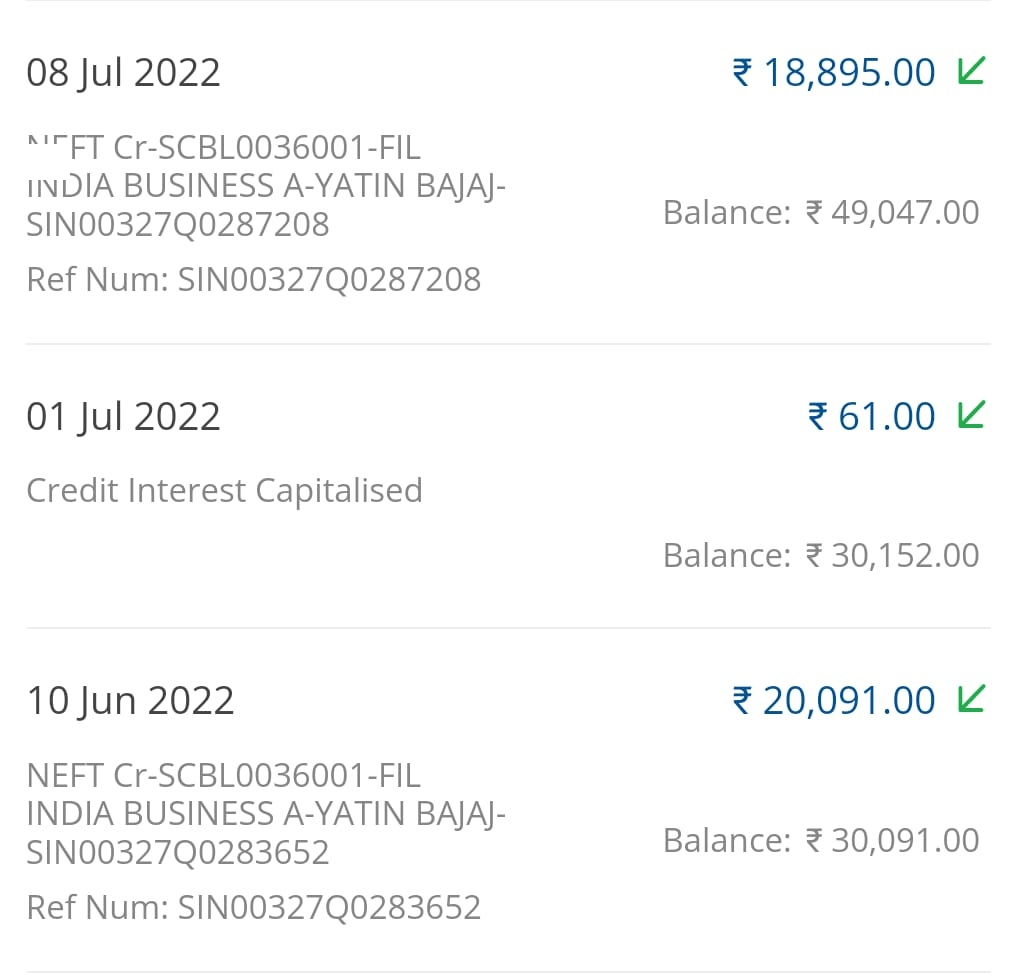 08 Jul 2022
₹ 18,895.00
NEFT Cr-SCBL0036001-FIL
INDIA BUSINESS A-YATIN BAJAJ-
SIN00327Q0287208
Balance: ₹ 49,047.00
Ref Num: SIN00327Q0287208
01 Jul 2022
₹ 61.00
Credit Interest Capitalised
Balance: ₹ 30,152.00
10 Jun 2022
₹ 20,091.00
NEFT Cr-SCBL0036001-FIL
INDIA BUSINESS A-YATIN BAJAJ-
SIN00327Q0283652
Balance: ₹ 30,091.00
Ref Num: SIN00327Q0283652